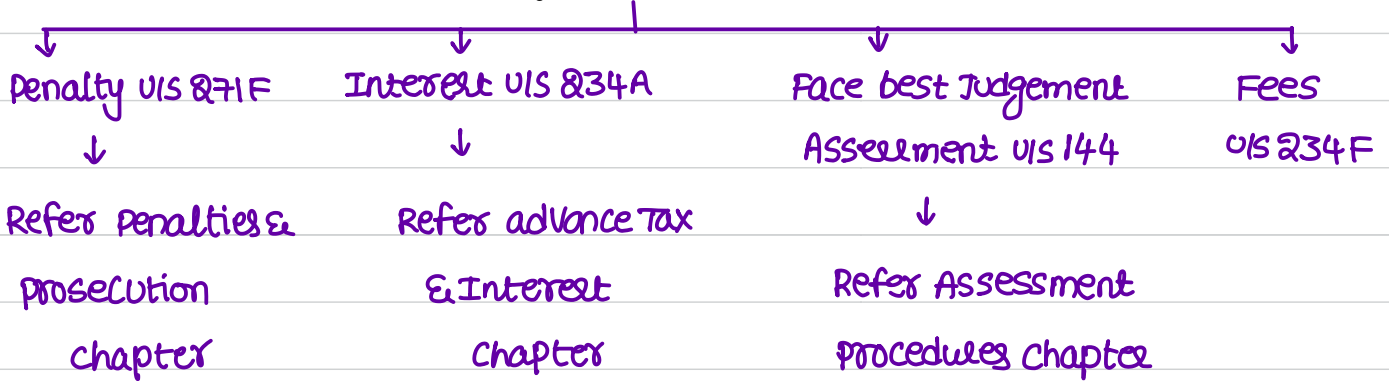 Penalty U/S 271F
Interest U/S 234A
Face best Judgement
Fees
Assessment U/S 144
U/S 234F
Refer Penalties &
Refer advance Tax
Prosecution
& Interest
Refer Assessment
chapter
chapter
Procedures chapter